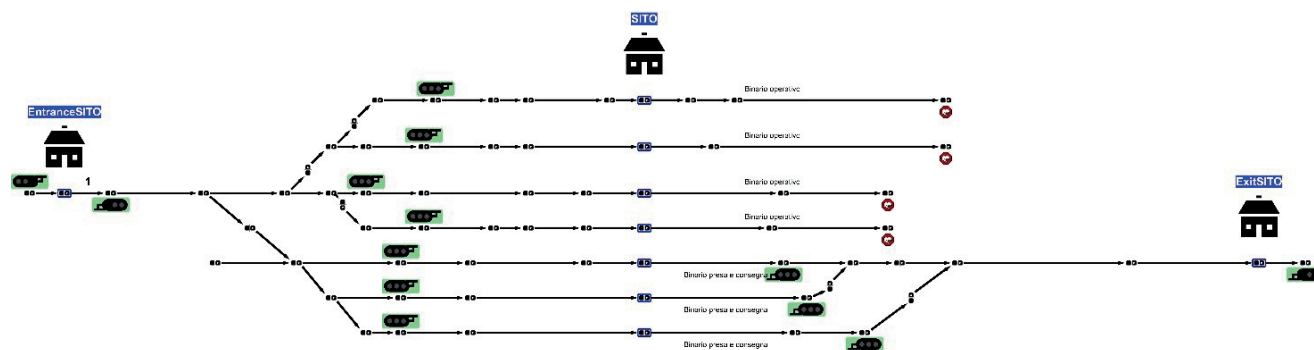 SITO
EntranceSITO
1
Binario operativo
Binario operativo
Binario operativo
Binario operativo
ExitSITO
Binario presa e consegna
Binario presa e consegna
Binario presa e consegna